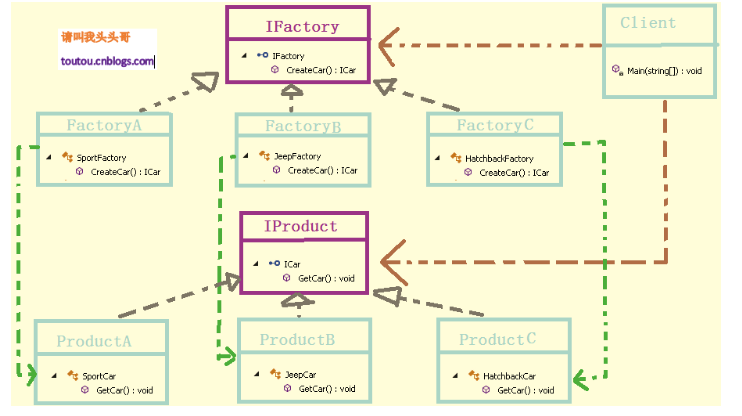 请叫我头头哥
toutou.cnblogs.com
IFactory
IFactory
CreateCar() : ICar
Client
Main(string[]) : void
FactoryA
SportFactory
CreateCar() : ICar
FactoryB
JeepFactory
CreateCar() : ICar
FactoryC
HatchbackFactory
CreateCar() : ICar
IProduct
ICar
GetCar() : void
ProductA
SportCar
GetCar() : void
ProductB
JeepCar
GetCar() : void
ProductC
HatchbackCar
GetCar() : void